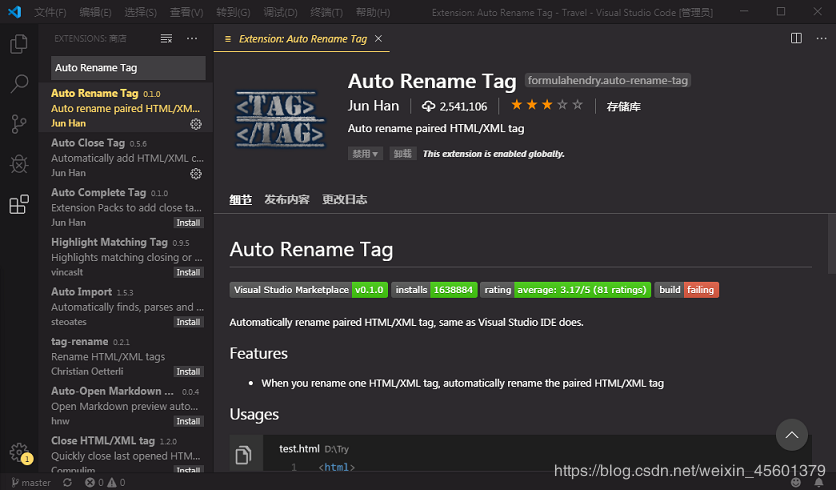 文件(F) 编辑(E) 选择(S) 查看(V) 转到(G) 调试(D) 终端(T) 帮助(H) Extension: Auto Rename Tag - Travel - Visual Studio Code [管理员]
EXTENSIONS: 商店
Extension: Auto Rename Tag
Auto Rename Tag
Auto Rename Tag 0.1.0
Auto rename paired HTML/XM...
Jun Han
Auto Close Tag 0.5.6
Automatically add HTML/XML c...
Jun Han
Auto Complete Tag 0.1.0
Extension Packs to add close ta...
Jun Han Install
Highlight Matching Tag 0.9.5
Highlights matching closing or ...
vincaslt Install
Auto Import 1.5.3
Automatically finds, parses and ...
steoates Install
tag-rename 0.2.1
Rename HTML/XML tags
Christian Oetterli Install
Auto-Open Markdown ... 0.0.4
Open Markdown preview auto...
hnw Install
Close HTML/XML tag 1.2.0
Quickly close last opened HTM...
Compulim Install
<TAG>
</TAG>
Auto Rename Tag formulahendry.auto-rename-tag
Jun Han 2,541,106 存储库
Auto rename paired HTML/XML tag
禁用 卸载 This extension is enabled globally.
细节 发布内容 更改日志
Auto Rename Tag
Visual Studio Marketplace v0.1.0 installs 1638884 rating average: 3.17/5 (81 ratings) build failing
Automatically rename paired HTML/XML tag, same as Visual Studio IDE does.
Features
• When you rename one HTML/XML tag, automatically rename the paired HTML/XML tag
Usages
test.html D:\Try
1 <html>
1
master 0 0
https://blog.csdn.net/weixin_45601379